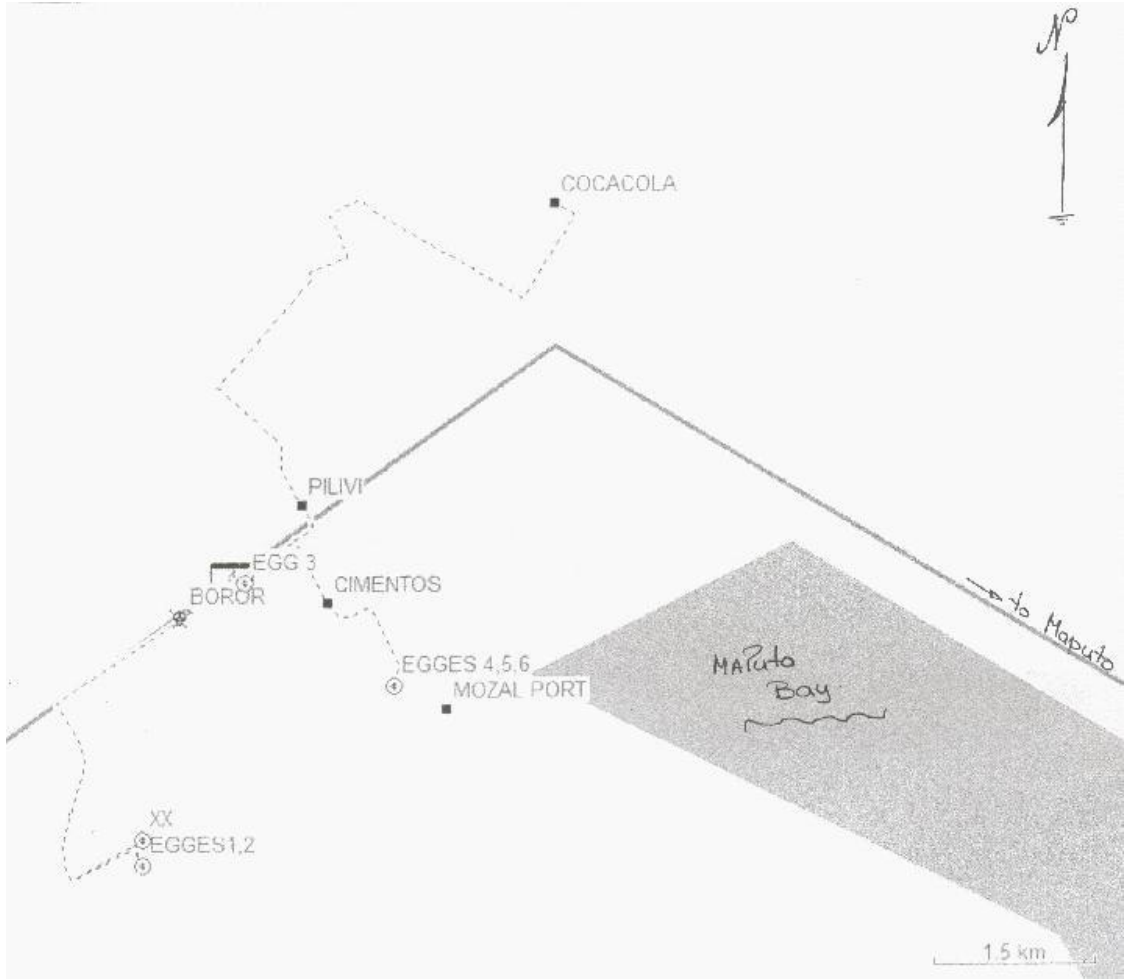 N
COCACOLA
PILIVI
EGG 3
BOROR
CIMENTOS
to Maputo
EGGES 4,5,6
MAPuto
Bay
MOZAL PORT
XX
EGGES1,2
1.5 km